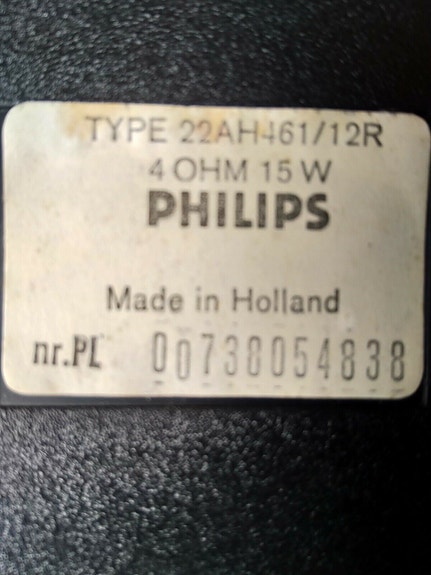 TYPE 22AH461/12R
4 OHM 15 W
PHILIPS
Made in Holland
nr.PL 00738054838